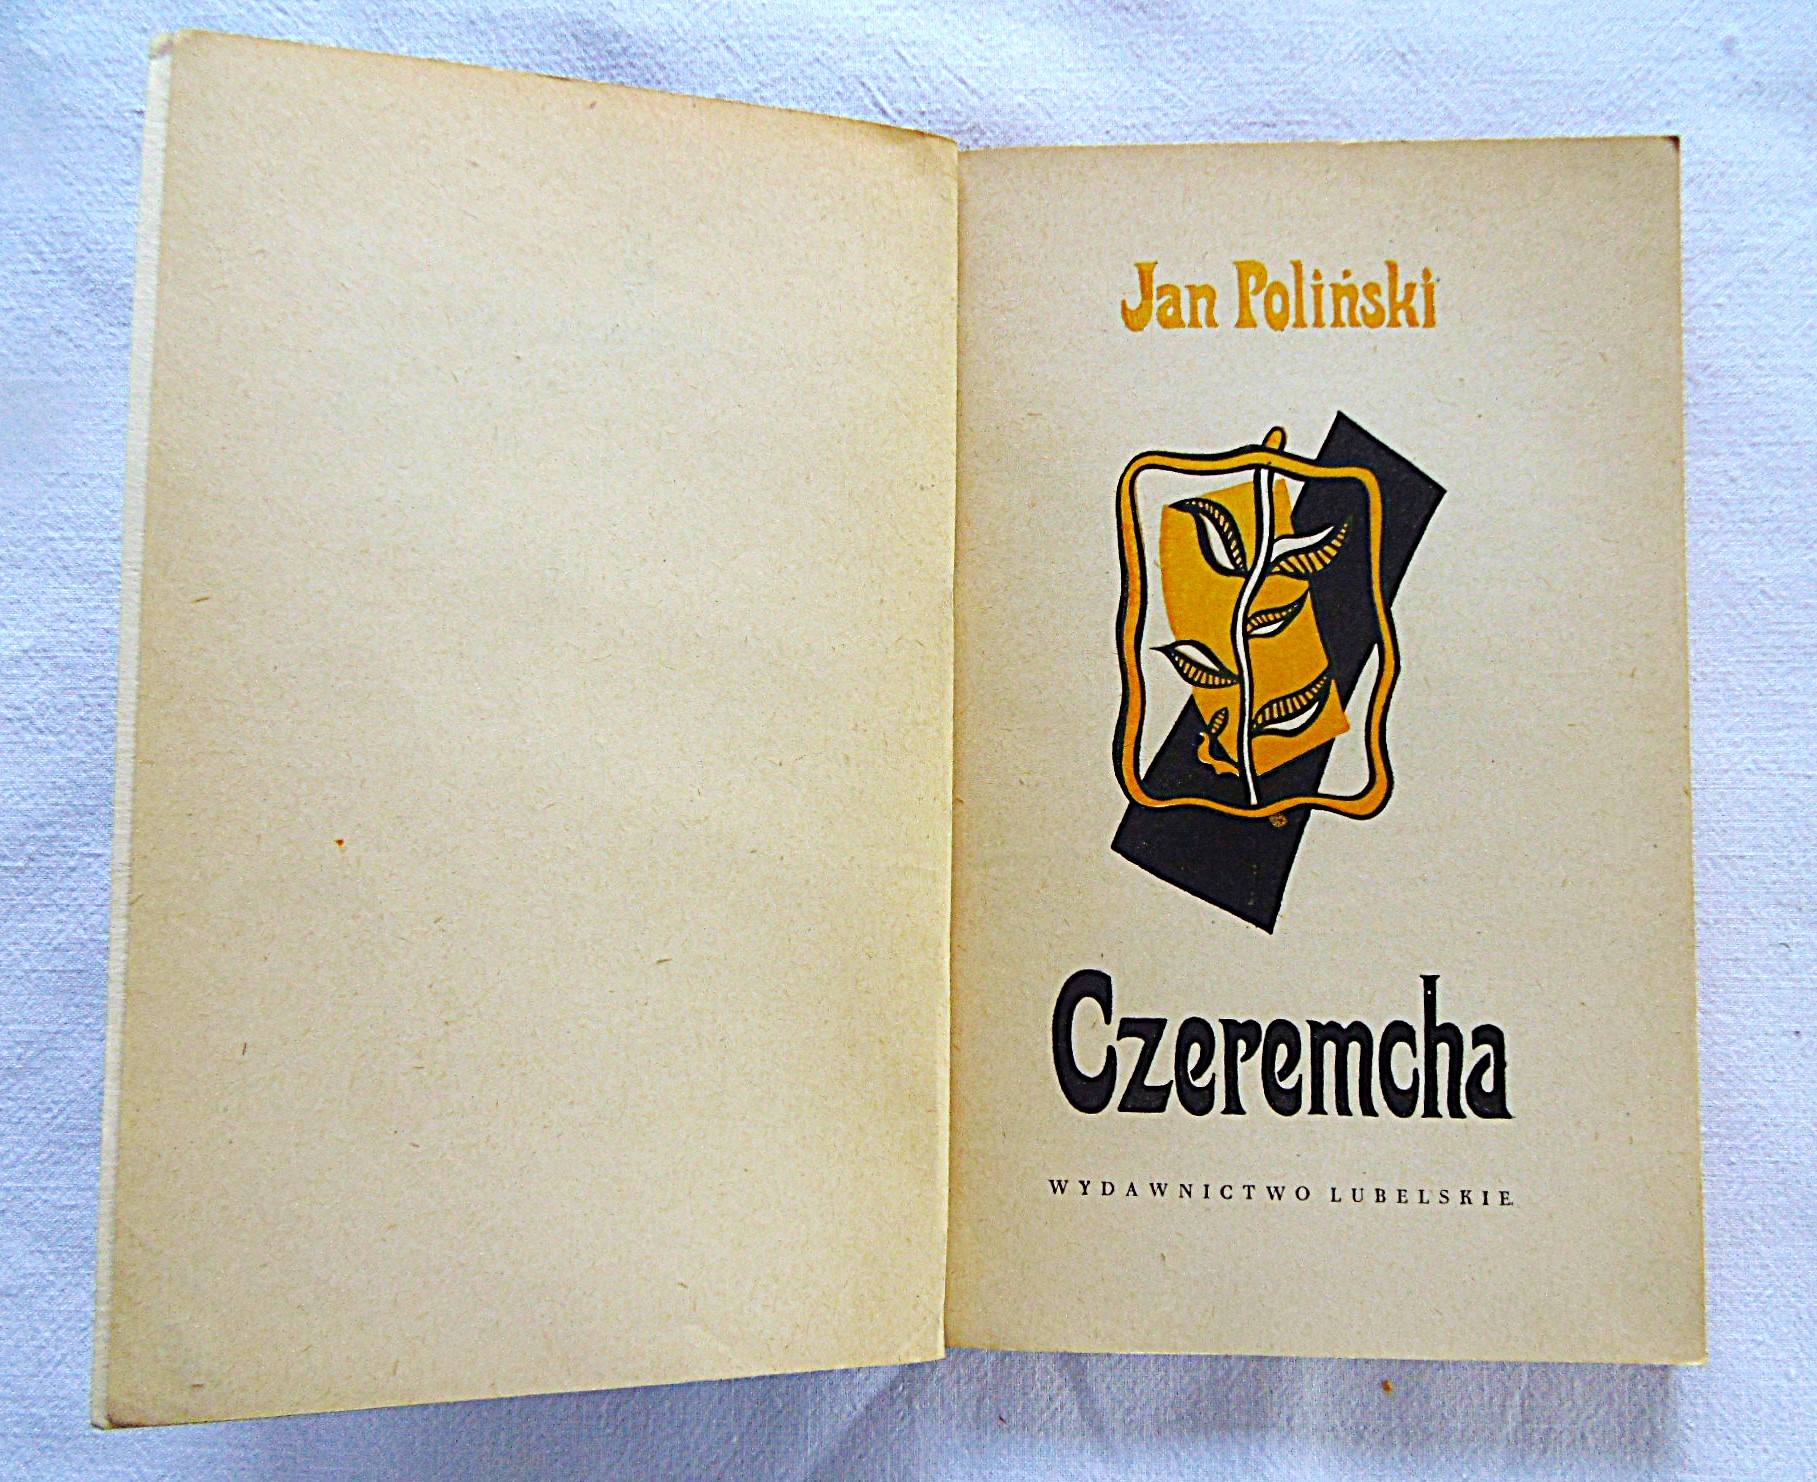 Jan Poliński
Czeremcha
WYDAWNICTWO LUBELSKIE